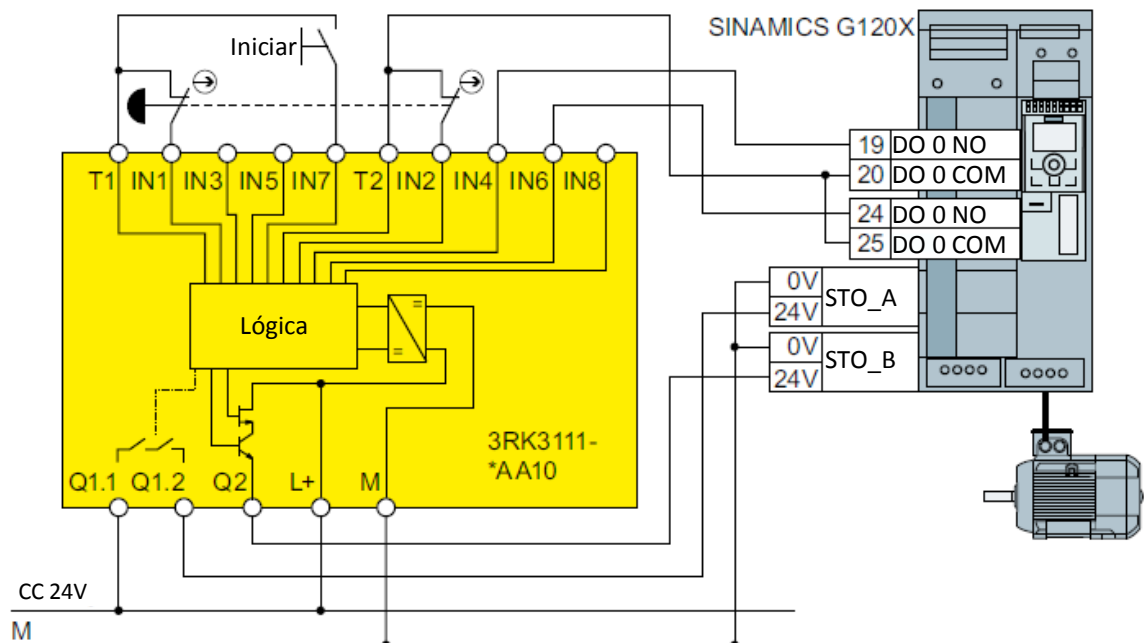 SINAMICS G120X
Iniciar
19 DO 0 NO
20 DO 0 COM
24 DO 0 NO
25 DO 0 COM
T1 IN1 IN3 IN5 IN7 T2 IN2 IN4 IN6 IN8
0V
24V
STO_A
0V
24V
STO_B
Lógica
3RK3111-
*AA10
Q1.1 Q1.2 Q2 L+ M
CC 24V
M